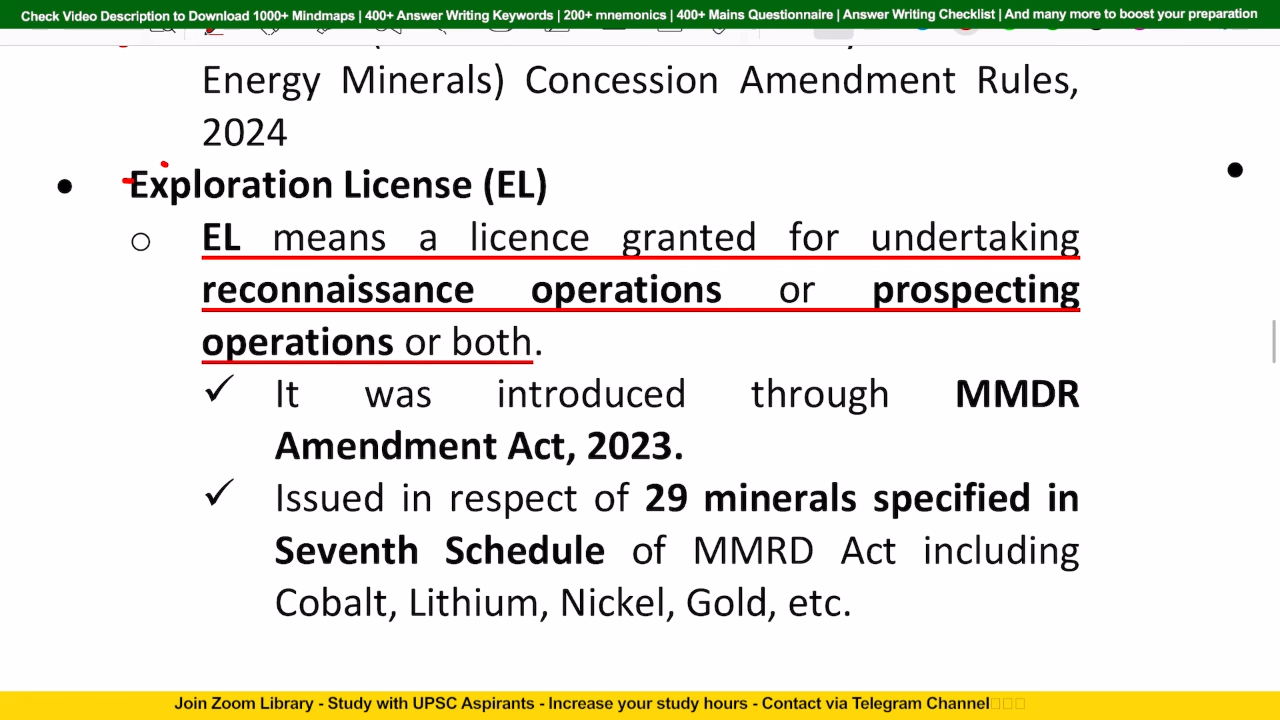 Check Video Description to Download 1000+ Mindmaps | 400+ Answer Writing Keywords | 200+ mnemonics | 400+ Mains Questionnaire | Answer Writing Checklist | And many more to boost your preparation
Energy Minerals) Concession Amendment Rules,
2024
• Exploration License (EL)
○ EL means a licence granted for undertaking
reconnaissance operations or prospecting
operations or both.
✓ It was introduced through MMDR
Amendment Act, 2023.
✓ Issued in respect of 29 minerals specified in
Seventh Schedule of MMRD Act including
Cobalt, Lithium, Nickel, Gold, etc.
Join Zoom Library - Study with UPSC Aspirants - Increase your study hours - Contact via Telegram Channel